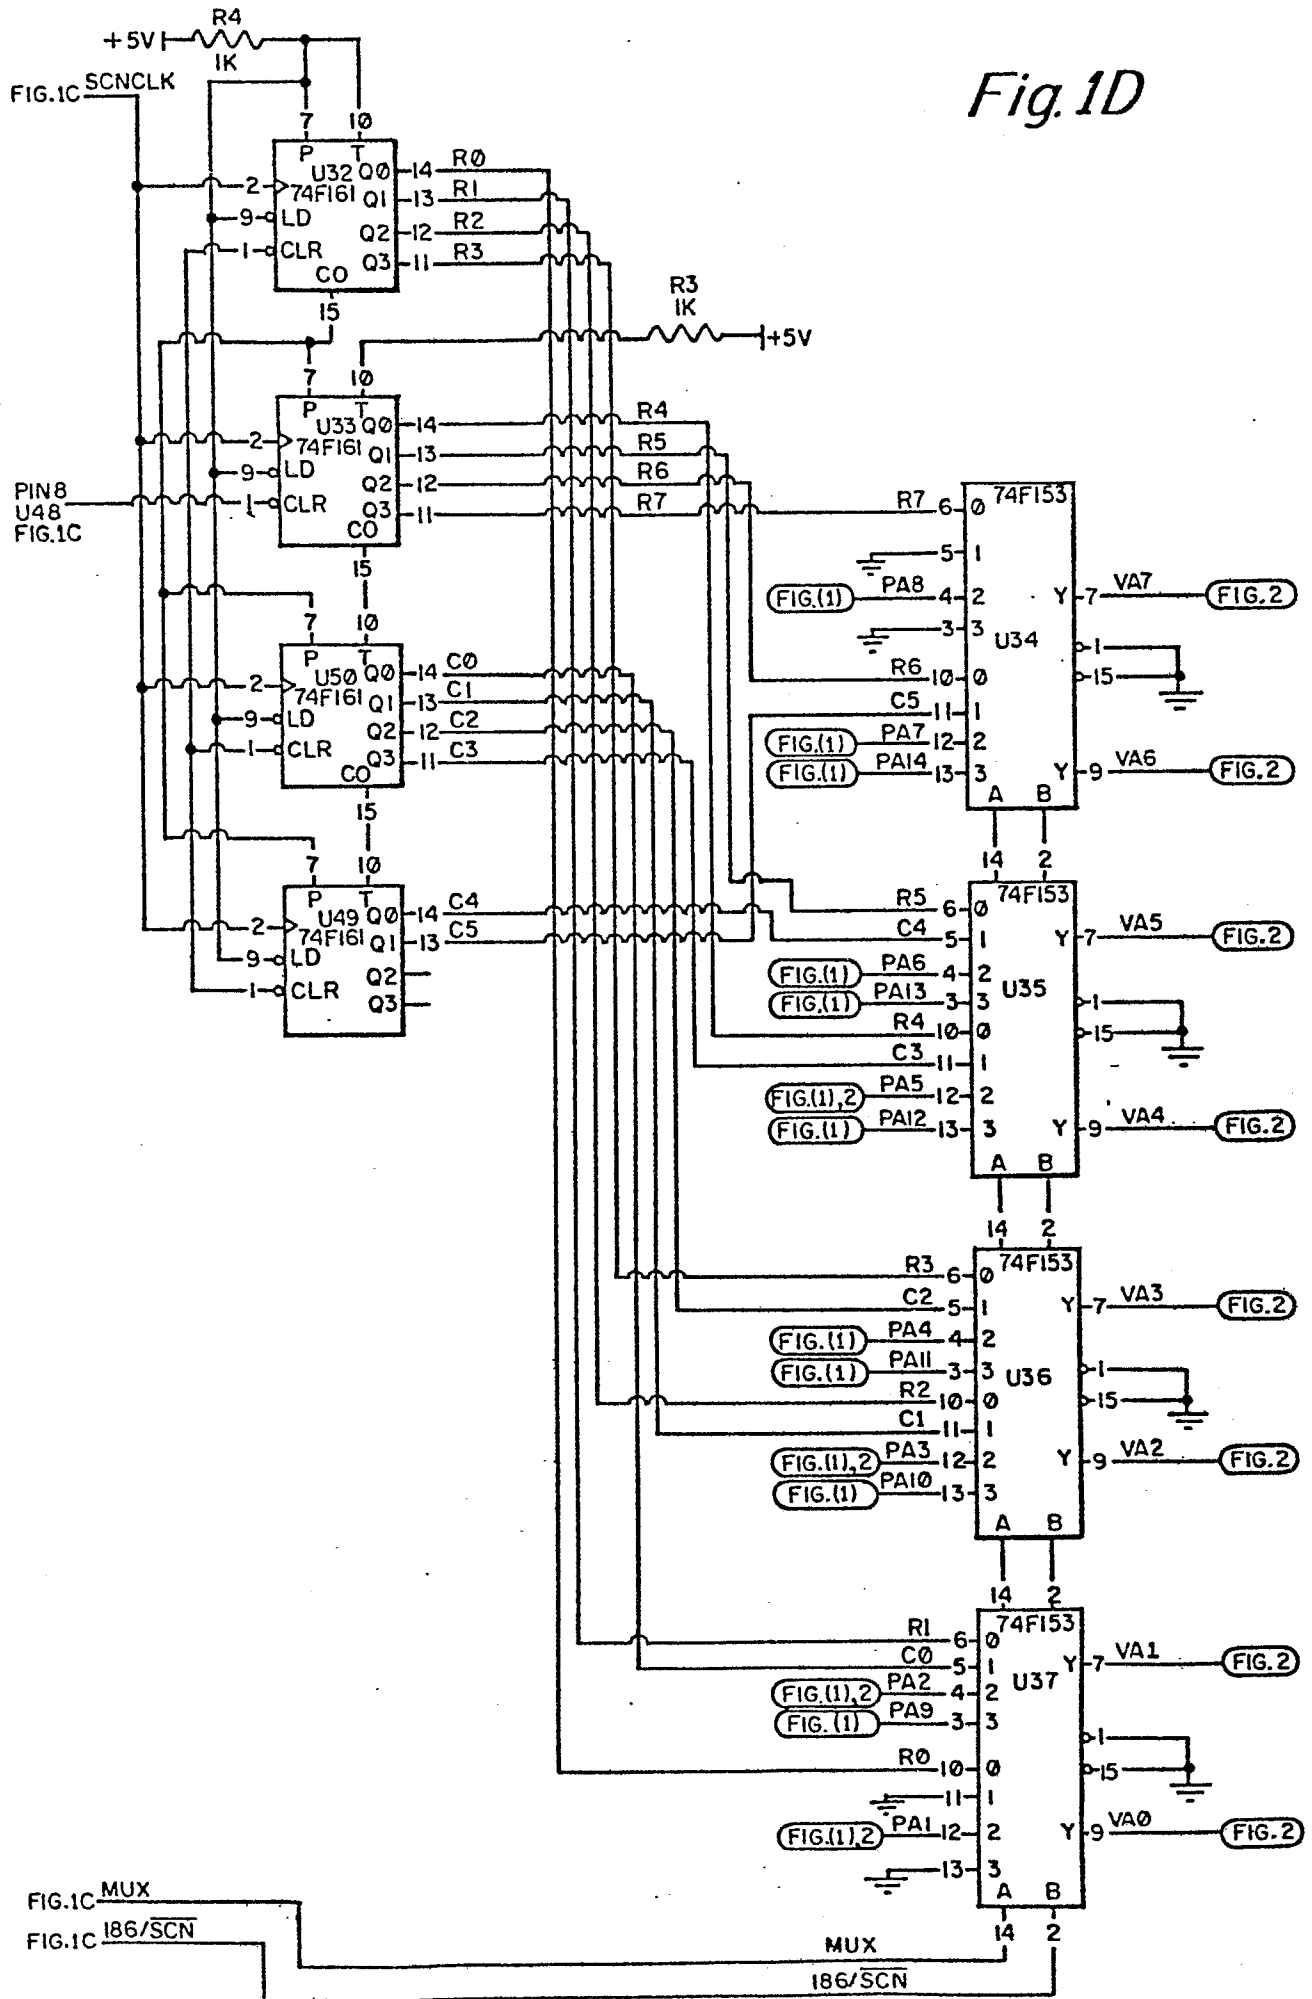 Fig. 1D
R4
+5V
1K
FIG.1C SCNCLK
7 10
P T
U32
74F161
2
9 LD
1 CLR
CO
15
Q0 14 R0
Q1 13 R1
Q2 12 R2
Q3 11 R3
R3
1K
+5V
7 10
P T
U33
74F161
2
9 LD
1 CLR
CO
15
Q0 14 R4
Q1 13 R5
Q2 12 R6
Q3 11 R7
PIN 8
U48
FIG.1C
7 10
P T
U50
74F161
2
9 LD
1 CLR
CO
15
Q0 14 C0
Q1 13 C1
Q2 12 C2
Q3 11 C3
7 10
P T
U49
74F161
2
9 LD
1 CLR
Q0 14 C4
Q1 13 C5
Q2
Q3
74F153
R7 6 0
5 1
FIG.(1) PA8 4 2
3 3
U34
R6 10 0
C5 11 1
FIG.(1) PA7 12 2
FIG.(1) PA14 13 3
Y 7 VA7 FIG.2
1
15
Y 9 VA6 FIG.2
A B
14 2
74F153
R5 6 0
C4 5 1
FIG.(1) PA6 4 2
FIG.(1) PA13 3 3
U35
R4 10 0
C3 11 1
FIG.(1),2 PA5 12 2
FIG.(1) PA12 13 3
Y 7 VA5 FIG.2
1
15
Y 9 VA4 FIG.2
A B
14 2
74F153
R3 6 0
C2 5 1
FIG.(1) PA4 4 2
FIG.(1) PA11 3 3
U36
R2 10 0
C1 11 1
FIG.(1),2 PA3 12 2
FIG.(1) PA10 13 3
Y 7 VA3 FIG.2
1
15
Y 9 VA2 FIG.2
A B
14 2
74F153
R1 6 0
C0 5 1
FIG.(1),2 PA2 4 2
FIG.(1) PA9 3 3
U37
R0 10 0
11 1
FIG.(1),2 PA1 12 2
13 3
Y 7 VA1 FIG.2
1
15
Y 9 VA0 FIG.2
A B
14 2
FIG.1C MUX
FIG.1C 186/SCN
MUX
186/SCN